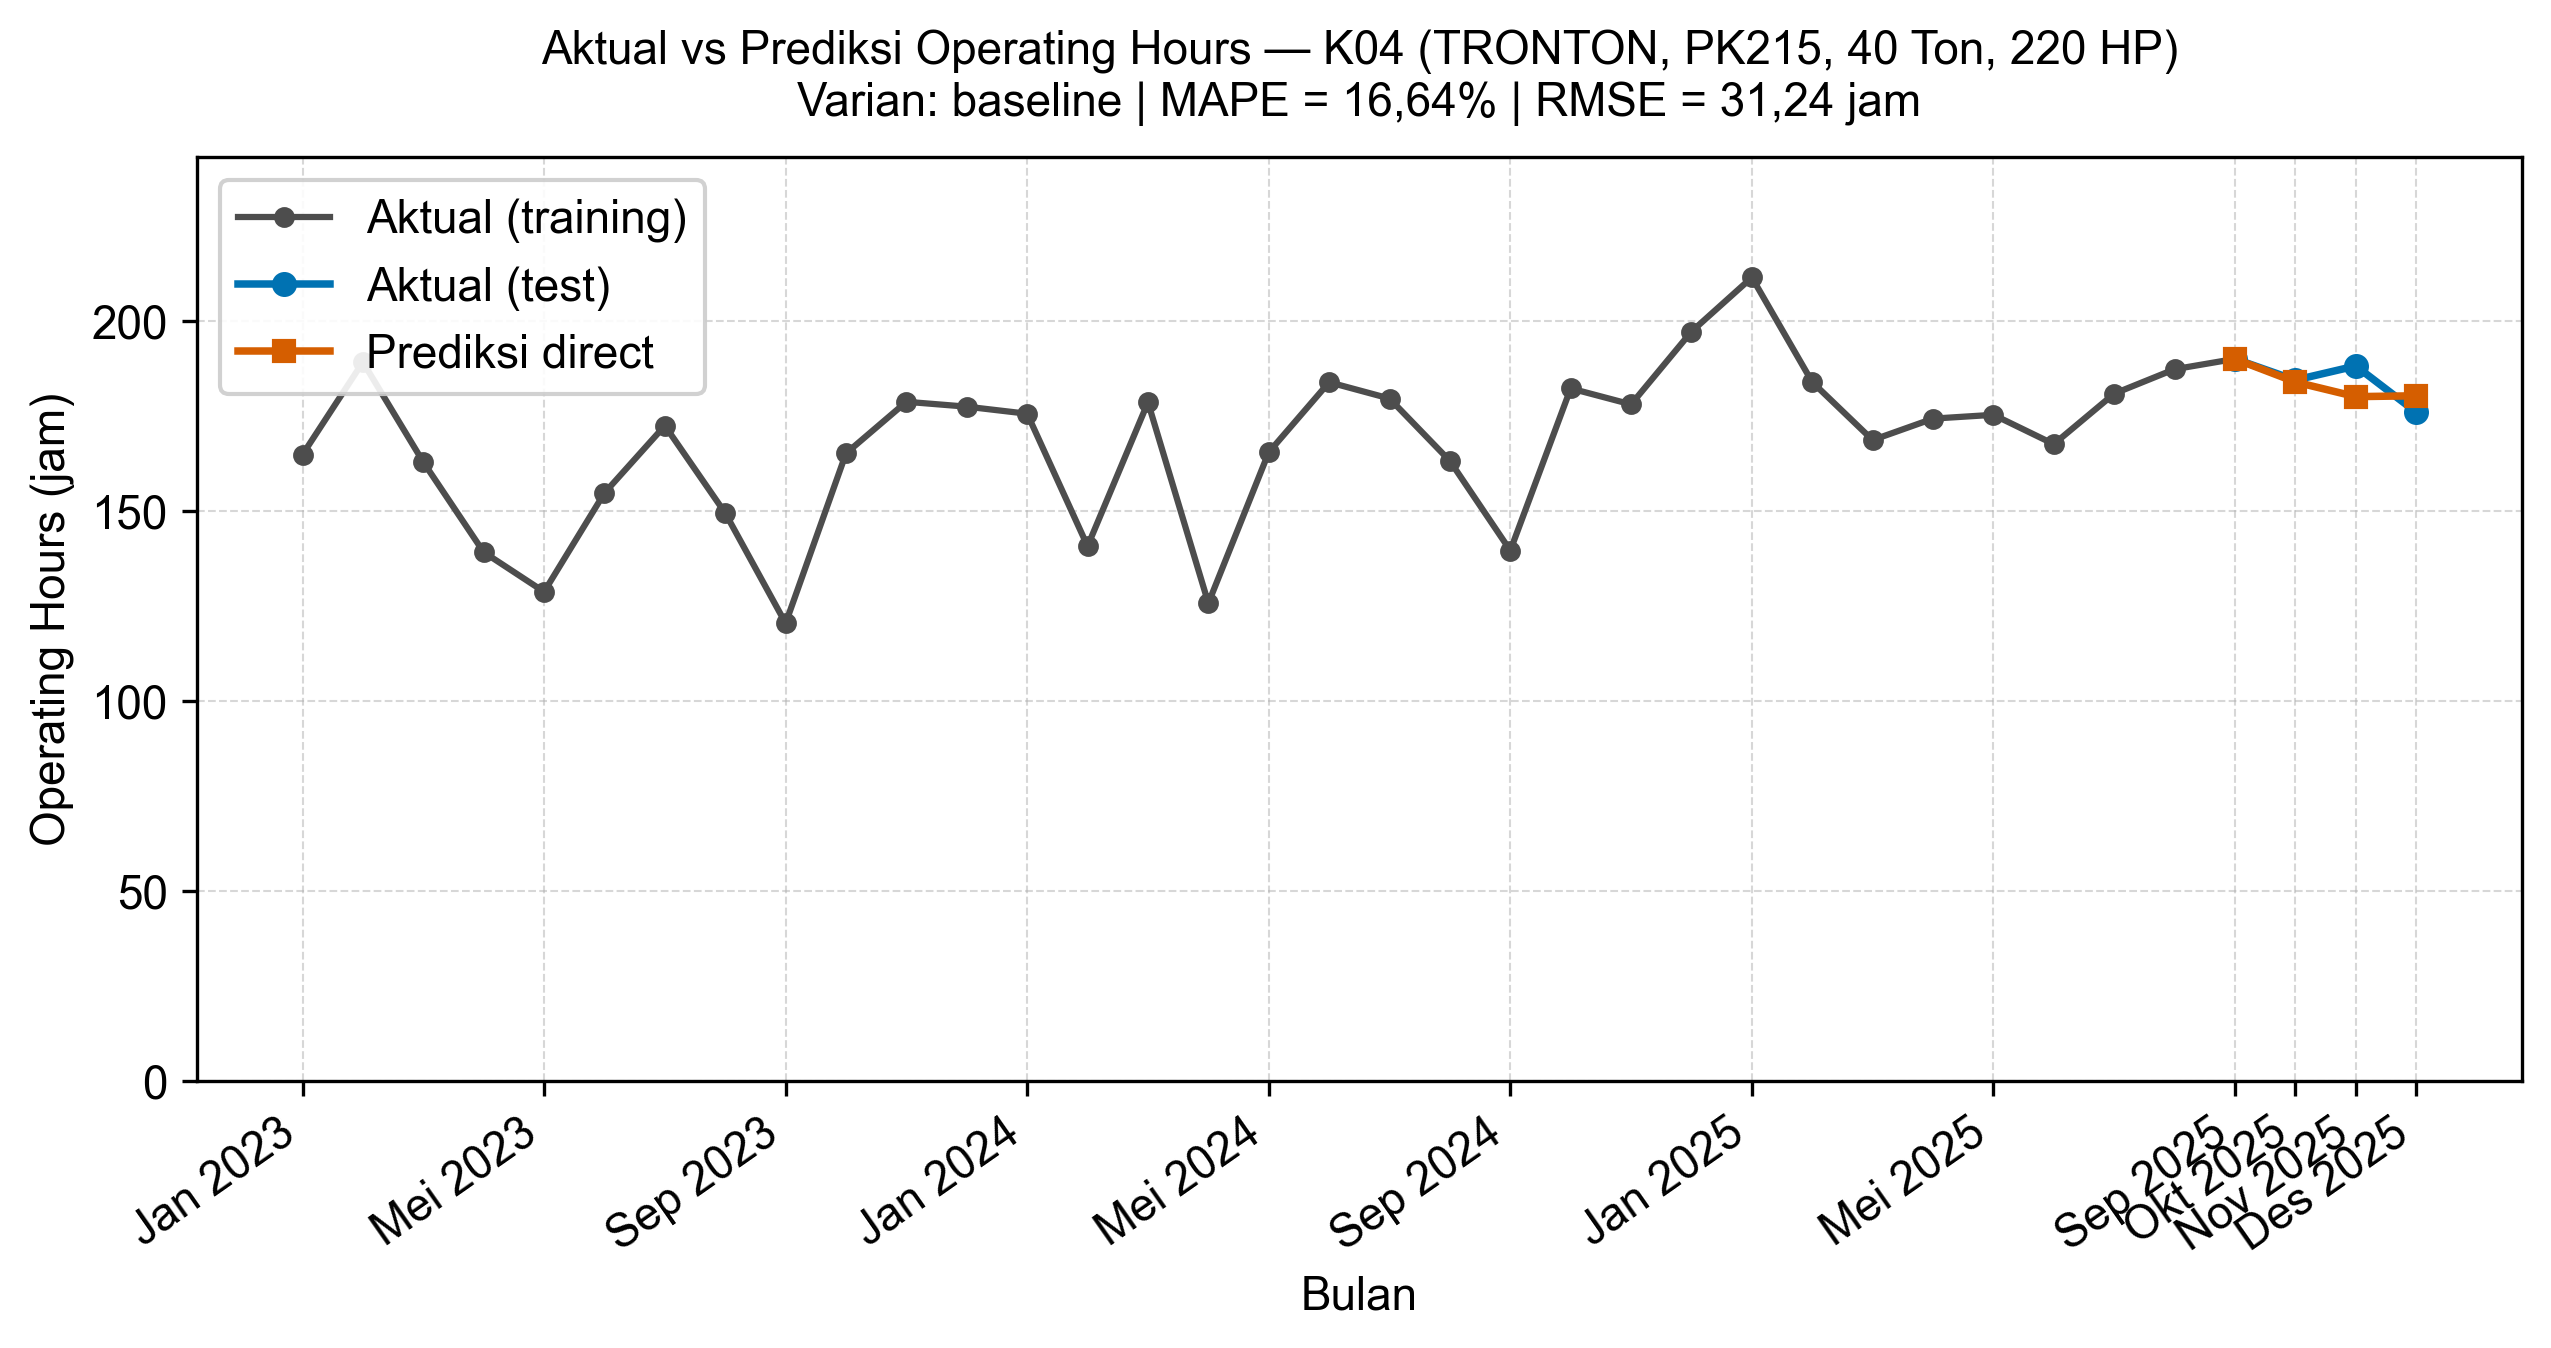 Aktual vs Prediksi Operating Hours — K04 (TRONTON, PK215, 40 Ton, 220 HP)
Varian: baseline | MAPE = 16,64% | RMSE = 31,24 jam
Aktual (training)
Aktual (test)
Prediksi direct
Operating Hours (jam)
200
150
100
50
0
Jan 2023
Mei 2023
Sep 2023
Jan 2024
Mei 2024
Sep 2024
Jan 2025
Mei 2025
Sep 2025
Okt 2025
Nov 2025
Des 2025
Bulan